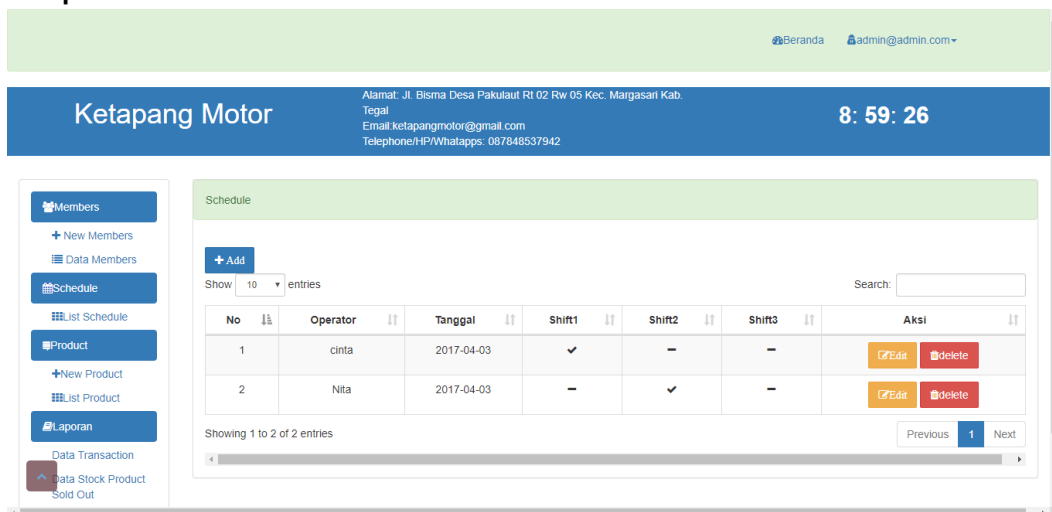 Beranda admin@admin.com
Ketapang Motor
Alamat: Jl. Bisma Desa Pakulaut Rt 02 Rw 05 Kec. Margasari Kab.
Tegal
Email:ketapangmotor@gmail.com
Telephone/HP/Whatapps: 087848537942
8: 59: 26
Members
New Members
Data Members
Schedule
List Schedule
Product
New Product
List Product
Laporan
Data Transaction
Data Stock Product
Sold Out
Schedule
Add
Show 10 entries
Search:
No Operator Tanggal Shift1 Shift2 Shift3 Aksi
1 cinta 2017-04-03 Edit delete
2 Nita 2017-04-03 Edit delete
Showing 1 to 2 of 2 entries
Previous 1 Next